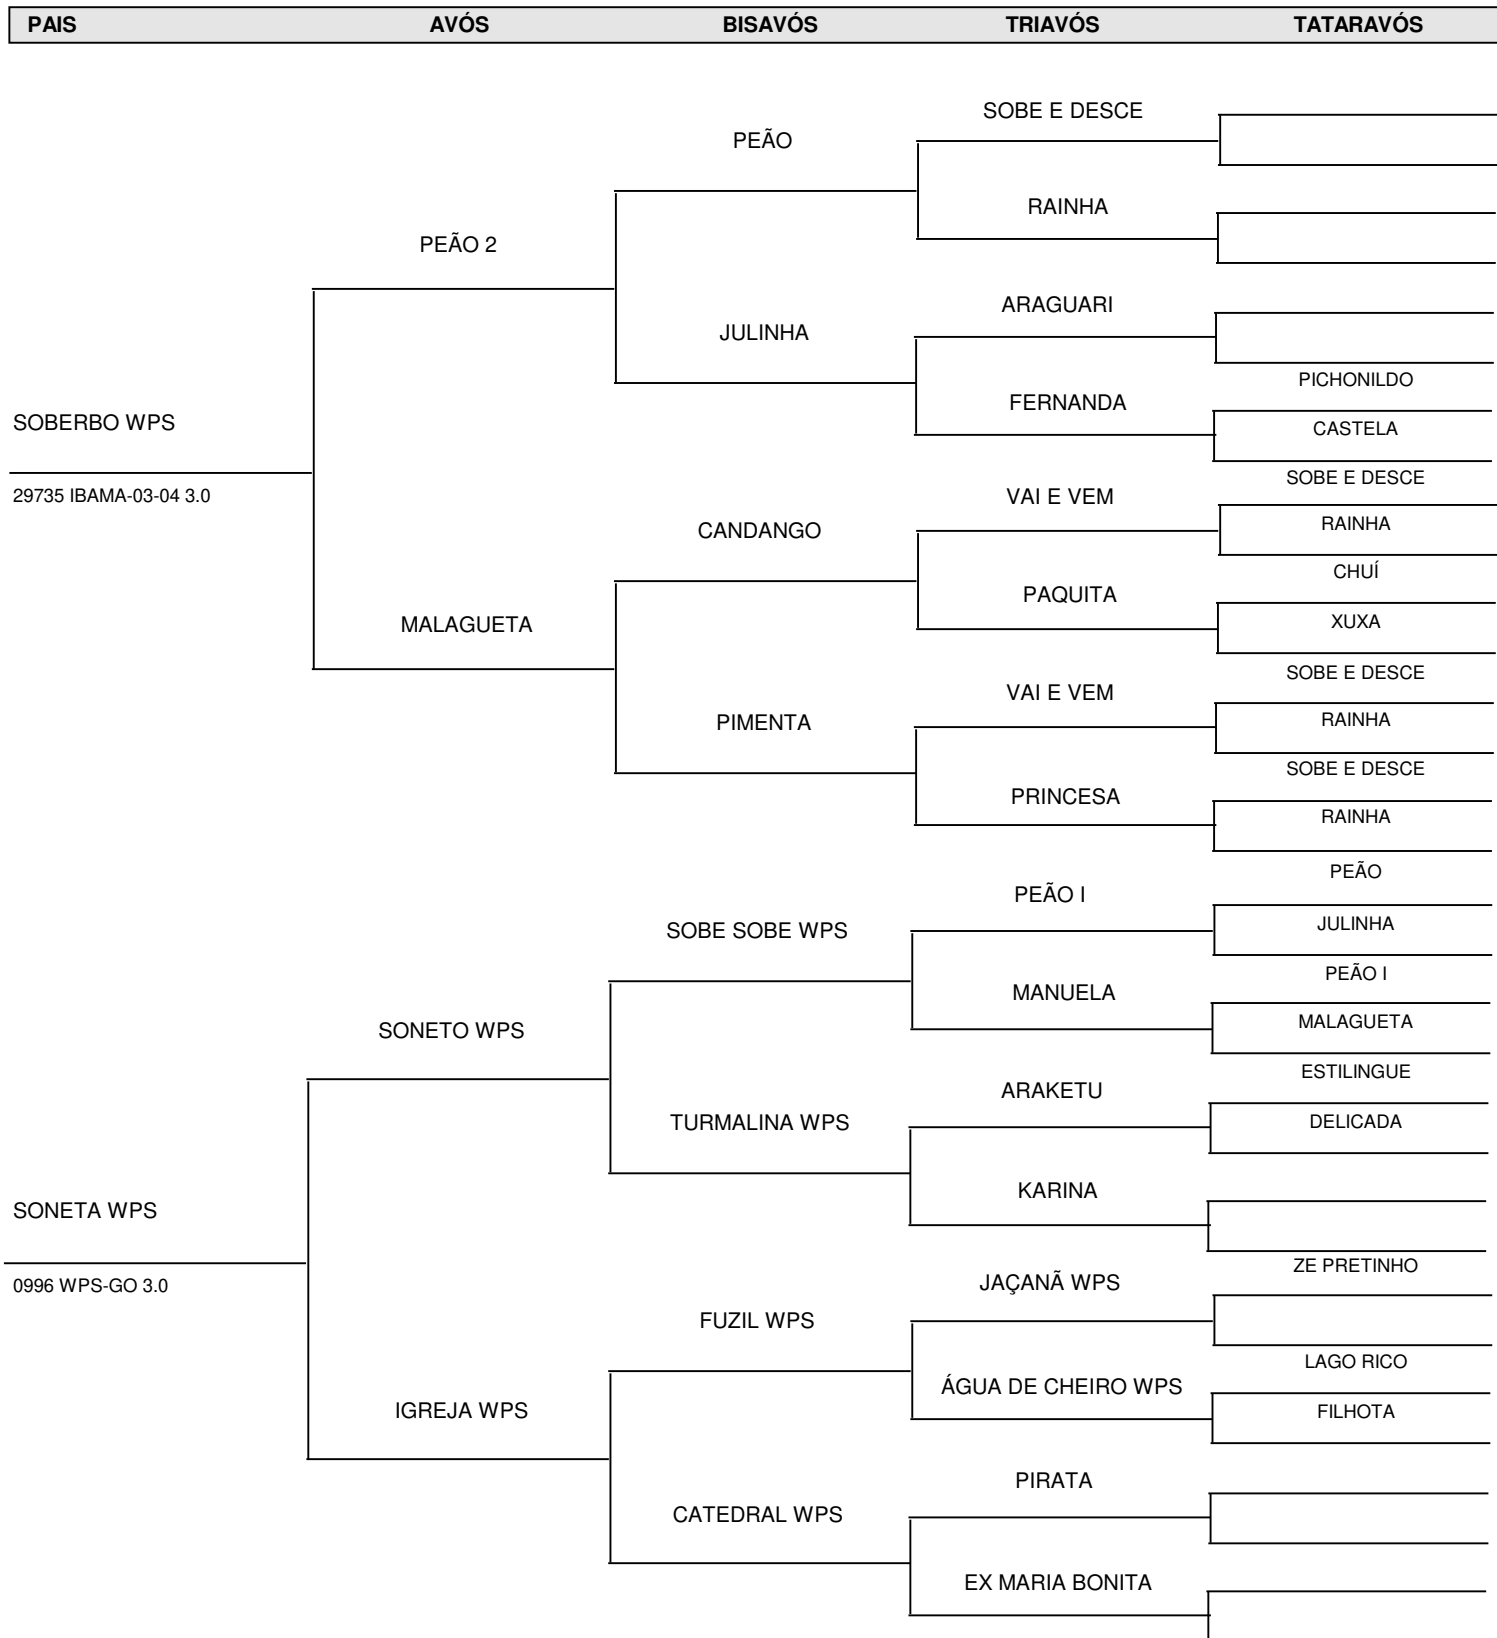 PAIS AVÓS BISAVÓS TRIAVÓS TATARAVÓS
SOBE E DESCE
PEÃO
RAINHA
PEÃO 2
ARAGUARI
JULINHA
PICHONILDO
FERNANDA
SOBERBO WPS
CASTELA
SOBE E DESCE
29735 IBAMA-03-04 3.0
VAI E VEM
RAINHA
CANDANGO
CHUÍ
PAQUITA
MALAGUETA
XUXA
SOBE E DESCE
VAI E VEM
RAINHA
PIMENTA
SOBE E DESCE
PRINCESA
RAINHA
PEÃO
PEÃO I
JULINHA
SOBE SOBE WPS
PEÃO I
MANUELA
MALAGUETA
SONETO WPS
ESTILINGUE
ARAKETU
DELICADA
TURMALINA WPS
KARINA
SONETA WPS
ZE PRETINHO
JAÇANÃ WPS
0996 WPS-GO 3.0
FUZIL WPS
LAGO RICO
ÁGUA DE CHEIRO WPS
IGREJA WPS
FILHOTA
PIRATA
CATEDRAL WPS
EX MARIA BONITA